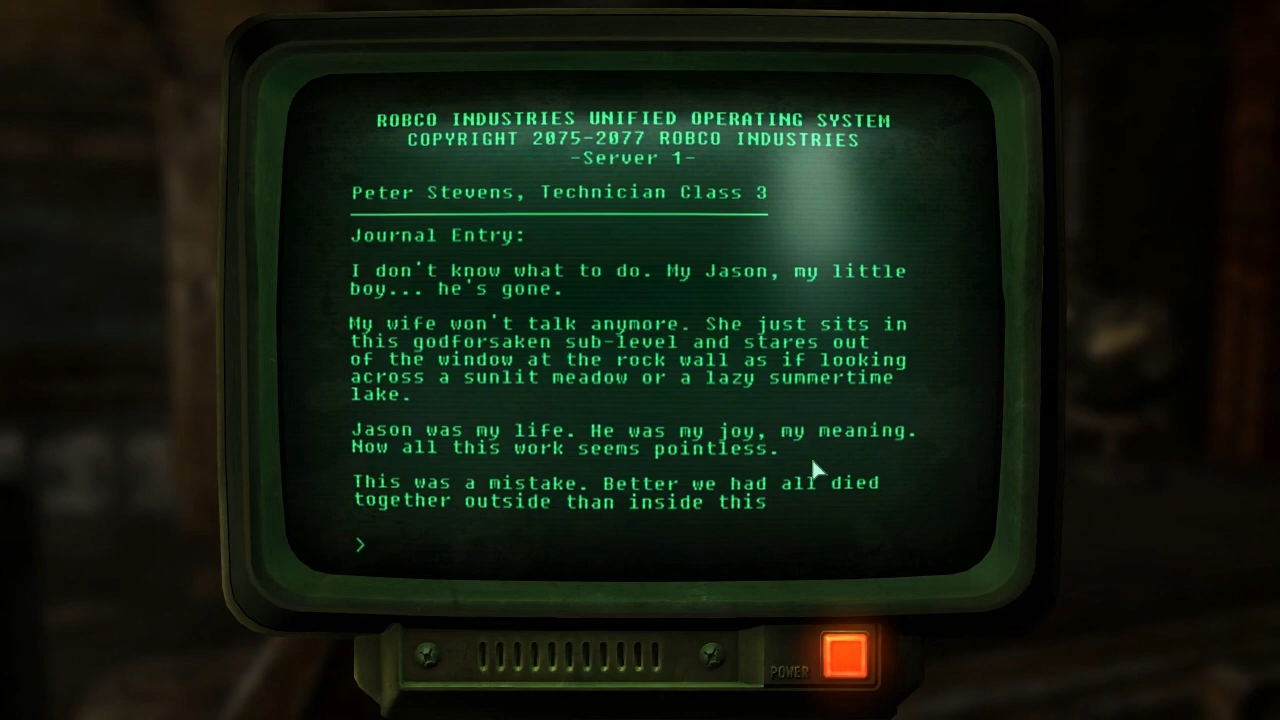 ROBCO INDUSTRIES UNIFIED OPERATING SYSTEM
COPYRIGHT 2075-2077 ROBCO INDUSTRIES
-Server 1-
Peter Stevens, Technician Class 3
Journal Entry:
I don't know what to do. My Jason, my little
boy... he's gone.
My wife won't talk anymore. She just sits in
this godforsaken sub-level and stares out
of the window at the rock wall as if looking
across a sunlit meadow or a lazy summertime
lake.
Jason was my life. He was my joy, my meaning.
Now all this work seems pointless.
This was a mistake. Better we had all died
together outside than inside this
>
POWER